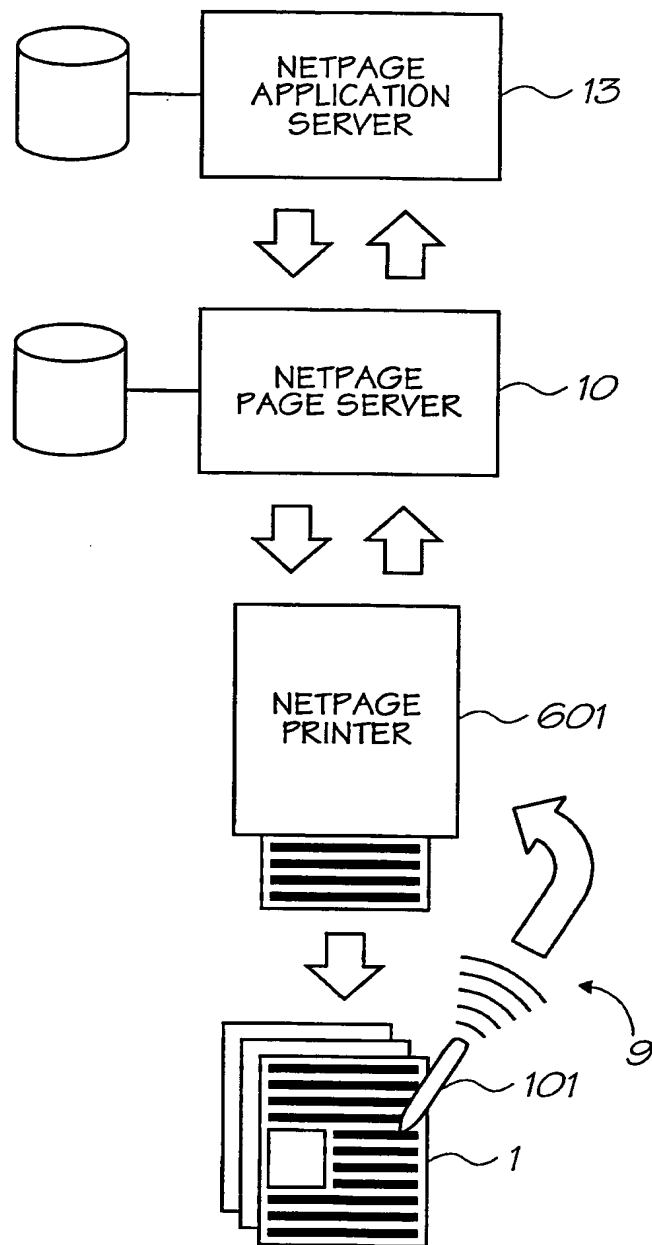 NETPAGE
APPLICATION
SERVER
13
NETPAGE
PAGE SERVER
10
NETPAGE
PRINTER
601
9
101
1